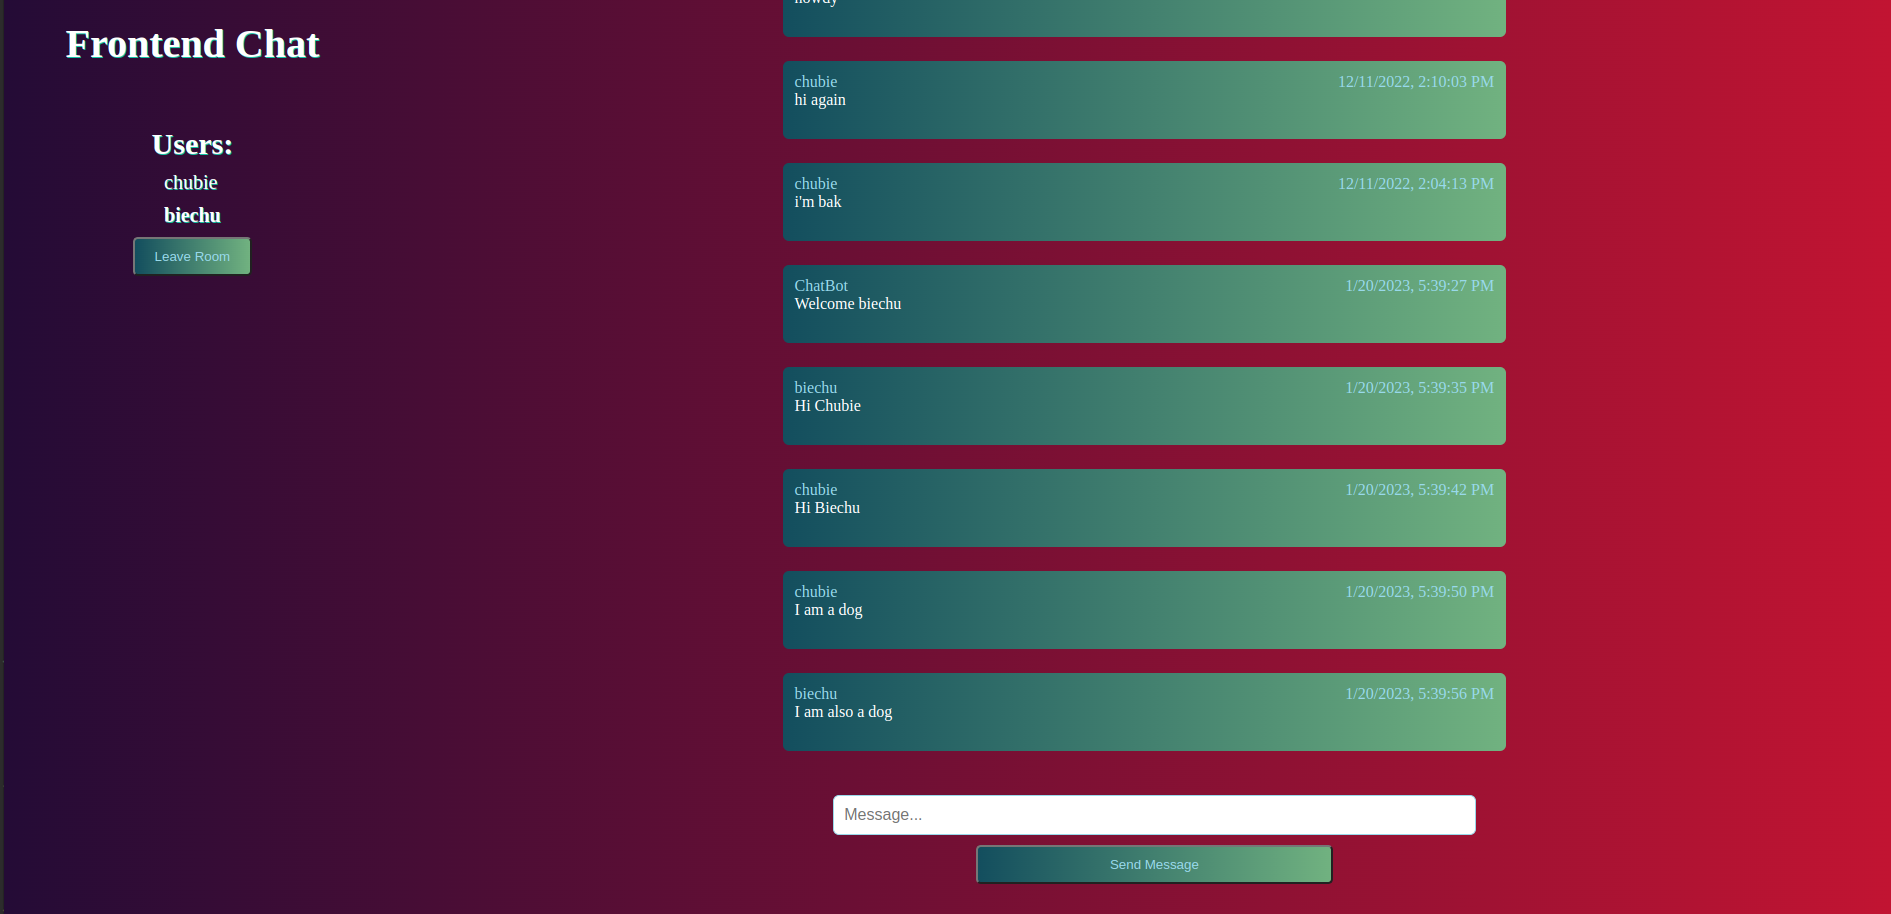 Frontend Chat
Users:
chubie
biechu
Leave Room
howdy
chubie 12/11/2022, 2:10:03 PM
hi again
chubie 12/11/2022, 2:04:13 PM
i'm bak
ChatBot 1/20/2023, 5:39:27 PM
Welcome biechu
biechu 1/20/2023, 5:39:35 PM
Hi Chubie
chubie 1/20/2023, 5:39:42 PM
Hi Biechu
chubie 1/20/2023, 5:39:50 PM
I am a dog
biechu 1/20/2023, 5:39:56 PM
I am also a dog
Message...
Send Message